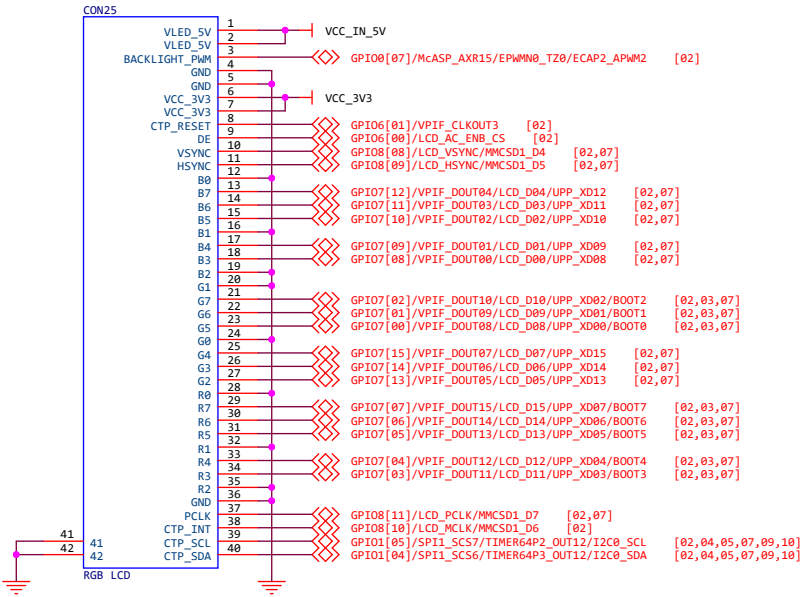 CON25
VLED_5V 1 VCC_IN_5V
VLED_5V 2
BACKLIGHT_PWM 3 GPIO0[07]/McASP_AXR15/EPWMN0_TZ0/ECAP2_APWM2 [02]
GND 4
GND 5
VCC_3V3 6 VCC_3V3
VCC_3V3 7
CTP_RESET 8 GPIO6[01]/VPIF_CLKOUT3 [02]
DE 9 GPIO6[00]/LCD_AC_ENB_CS [02]
VSYNC 10 GPIO8[08]/LCD_VSYNC/MMCSD1_D4 [02,07]
HSYNC 11 GPIO8[09]/LCD_HSYNC/MMCSD1_D5 [02,07]
B0 12
B7 13 GPIO7[12]/VPIF_DOUT04/LCD_D04/UPP_XD12 [02,07]
B6 14 GPIO7[11]/VPIF_DOUT03/LCD_D03/UPP_XD11 [02,07]
B5 15 GPIO7[10]/VPIF_DOUT02/LCD_D02/UPP_XD10 [02,07]
B1 16
B4 17 GPIO7[09]/VPIF_DOUT01/LCD_D01/UPP_XD09 [02,07]
B3 18 GPIO7[08]/VPIF_DOUT00/LCD_D00/UPP_XD08 [02,07]
B2 19
G1 20
G7 21 GPIO7[02]/VPIF_DOUT10/LCD_D10/UPP_XD02/BOOT2 [02,03,07]
G6 22 GPIO7[01]/VPIF_DOUT09/LCD_D09/UPP_XD01/BOOT1 [02,03,07]
G5 23 GPIO7[00]/VPIF_DOUT08/LCD_D08/UPP_XD00/BOOT0 [02,03,07]
G0 24
G4 25 GPIO7[15]/VPIF_DOUT07/LCD_D07/UPP_XD15 [02,07]
G3 26 GPIO7[14]/VPIF_DOUT06/LCD_D06/UPP_XD14 [02,07]
G2 27 GPIO7[13]/VPIF_DOUT05/LCD_D05/UPP_XD13 [02,07]
R0 28
R7 29 GPIO7[07]/VPIF_DOUT15/LCD_D15/UPP_XD07/BOOT7 [02,03,07]
R6 30 GPIO7[06]/VPIF_DOUT14/LCD_D14/UPP_XD06/BOOT6 [02,03,07]
R5 31 GPIO7[05]/VPIF_DOUT13/LCD_D13/UPP_XD05/BOOT5 [02,03,07]
R1 32
R4 33 GPIO7[04]/VPIF_DOUT12/LCD_D12/UPP_XD04/BOOT4 [02,03,07]
R3 34 GPIO7[03]/VPIF_DOUT11/LCD_D11/UPP_XD03/BOOT3 [02,03,07]
R2 35
GND 36
PCLK 37 GPIO8[11]/LCD_PCLK/MMCSD1_D7 [02,07]
CTP_INT 38 GPIO8[10]/LCD_MCLK/MMCSD1_D6 [02]
41 41 CTP_SCL 39 GPIO1[05]/SPI1_SCS7/TIMER64P2_OUT12/I2C0_SCL [02,04,05,07,09,10]
42 42 CTP_SDA 40 GPIO1[04]/SPI1_SCS6/TIMER64P3_OUT12/I2C0_SDA [02,04,05,07,09,10]
RGB LCD